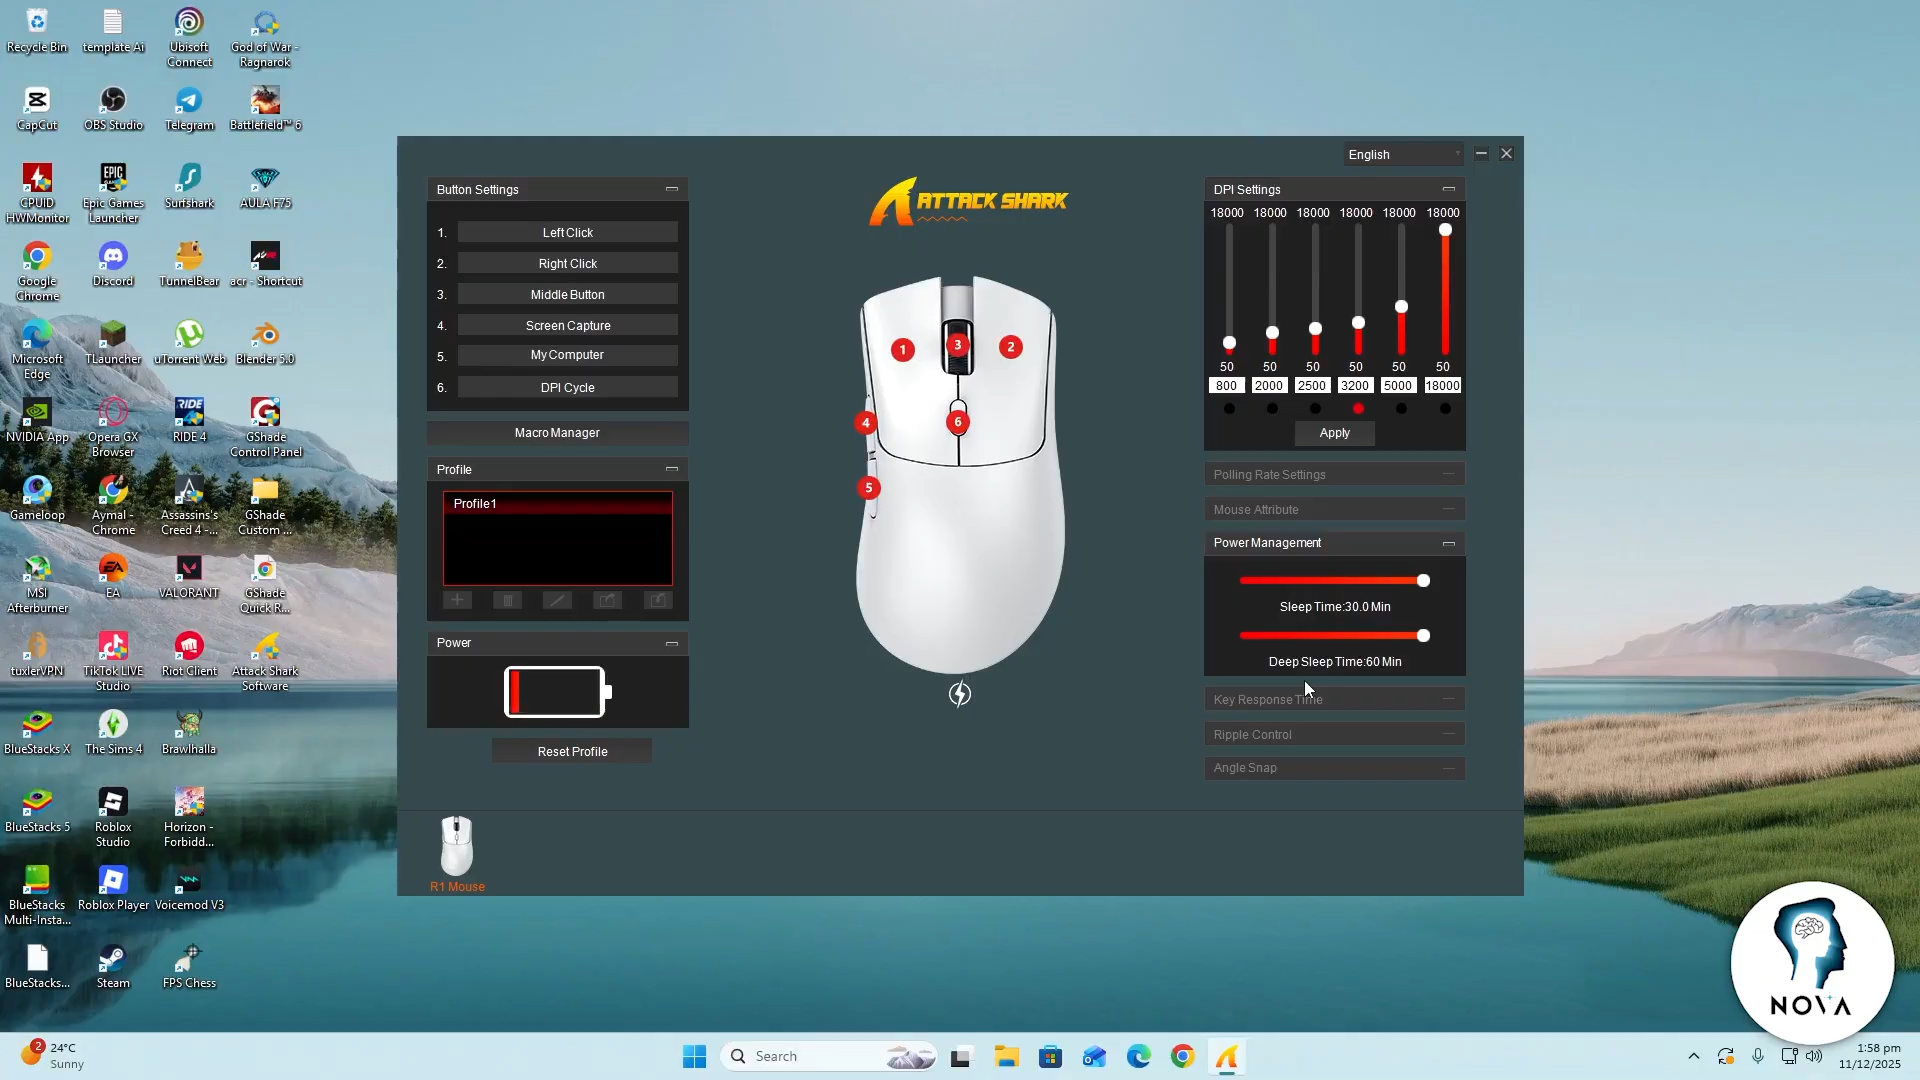 Recycle Bin
template Ai
Ubisoft
Connect
God of War -
Ragnarok
CapCut
OBS Studio
Telegram
Battlefield™ 6
CPUID
HWMonitor
Epic Games
Launcher
Surfshark
AULA F75
Google
Chrome
Discord
TunnelBear
acr - Shortcut
Microsoft
Edge
TLauncher
uTorrent Web
Blender 5.0
NVIDIA App
Opera GX
Browser
RIDE 4
GShade
Control Panel
Gameloop
Aymal -
Chrome
Assassins's
Creed 4 -...
GShade
Custom ...
MSI
Afterburner
EA
VALORANT
GShade
Quick R...
tuxlerVPN
TikTok LIVE
Studio
Riot Client
Attack Shark
Software
BlueStacks X
The Sims 4
Brawlhalla
BlueStacks 5
Roblox
Studio
Horizon -
Forbidd...
BlueStacks
Multi-Insta...
Roblox Player
Voicemod V3
BlueStacks...
Steam
FPS Chess
English
Button Settings
1. Left Click
2. Right Click
3. Middle Button
4. Screen Capture
5. My Computer
6. DPI Cycle
Macro Manager
Profile
Profile1
Power
Reset Profile
ATTACK SHARK
1
3
2
4
6
5
DPI Settings
18000 18000 18000 18000 18000 18000
50 50 50 50 50 50
800 2000 2500 3200 5000 18000
Apply
Polling Rate Settings
Mouse Attribute
Power Management
Sleep Time:30.0 Min
Deep Sleep Time:60 Min
Key Response Time
Ripple Control
Angle Snap
R1 Mouse
NOVA
2
24°C
Sunny
Search
1:58 pm
11/12/2025